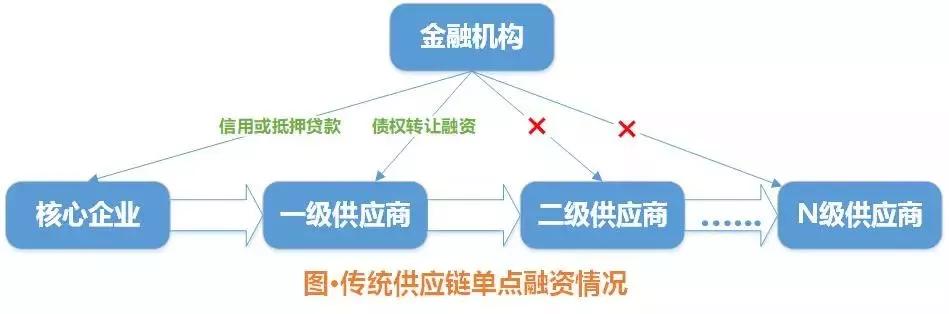 金融机构
信用或抵押贷款
债权转让融资
核心企业
一级供应商
二级供应商
......
N级供应商
图·传统供应链单点融资情况